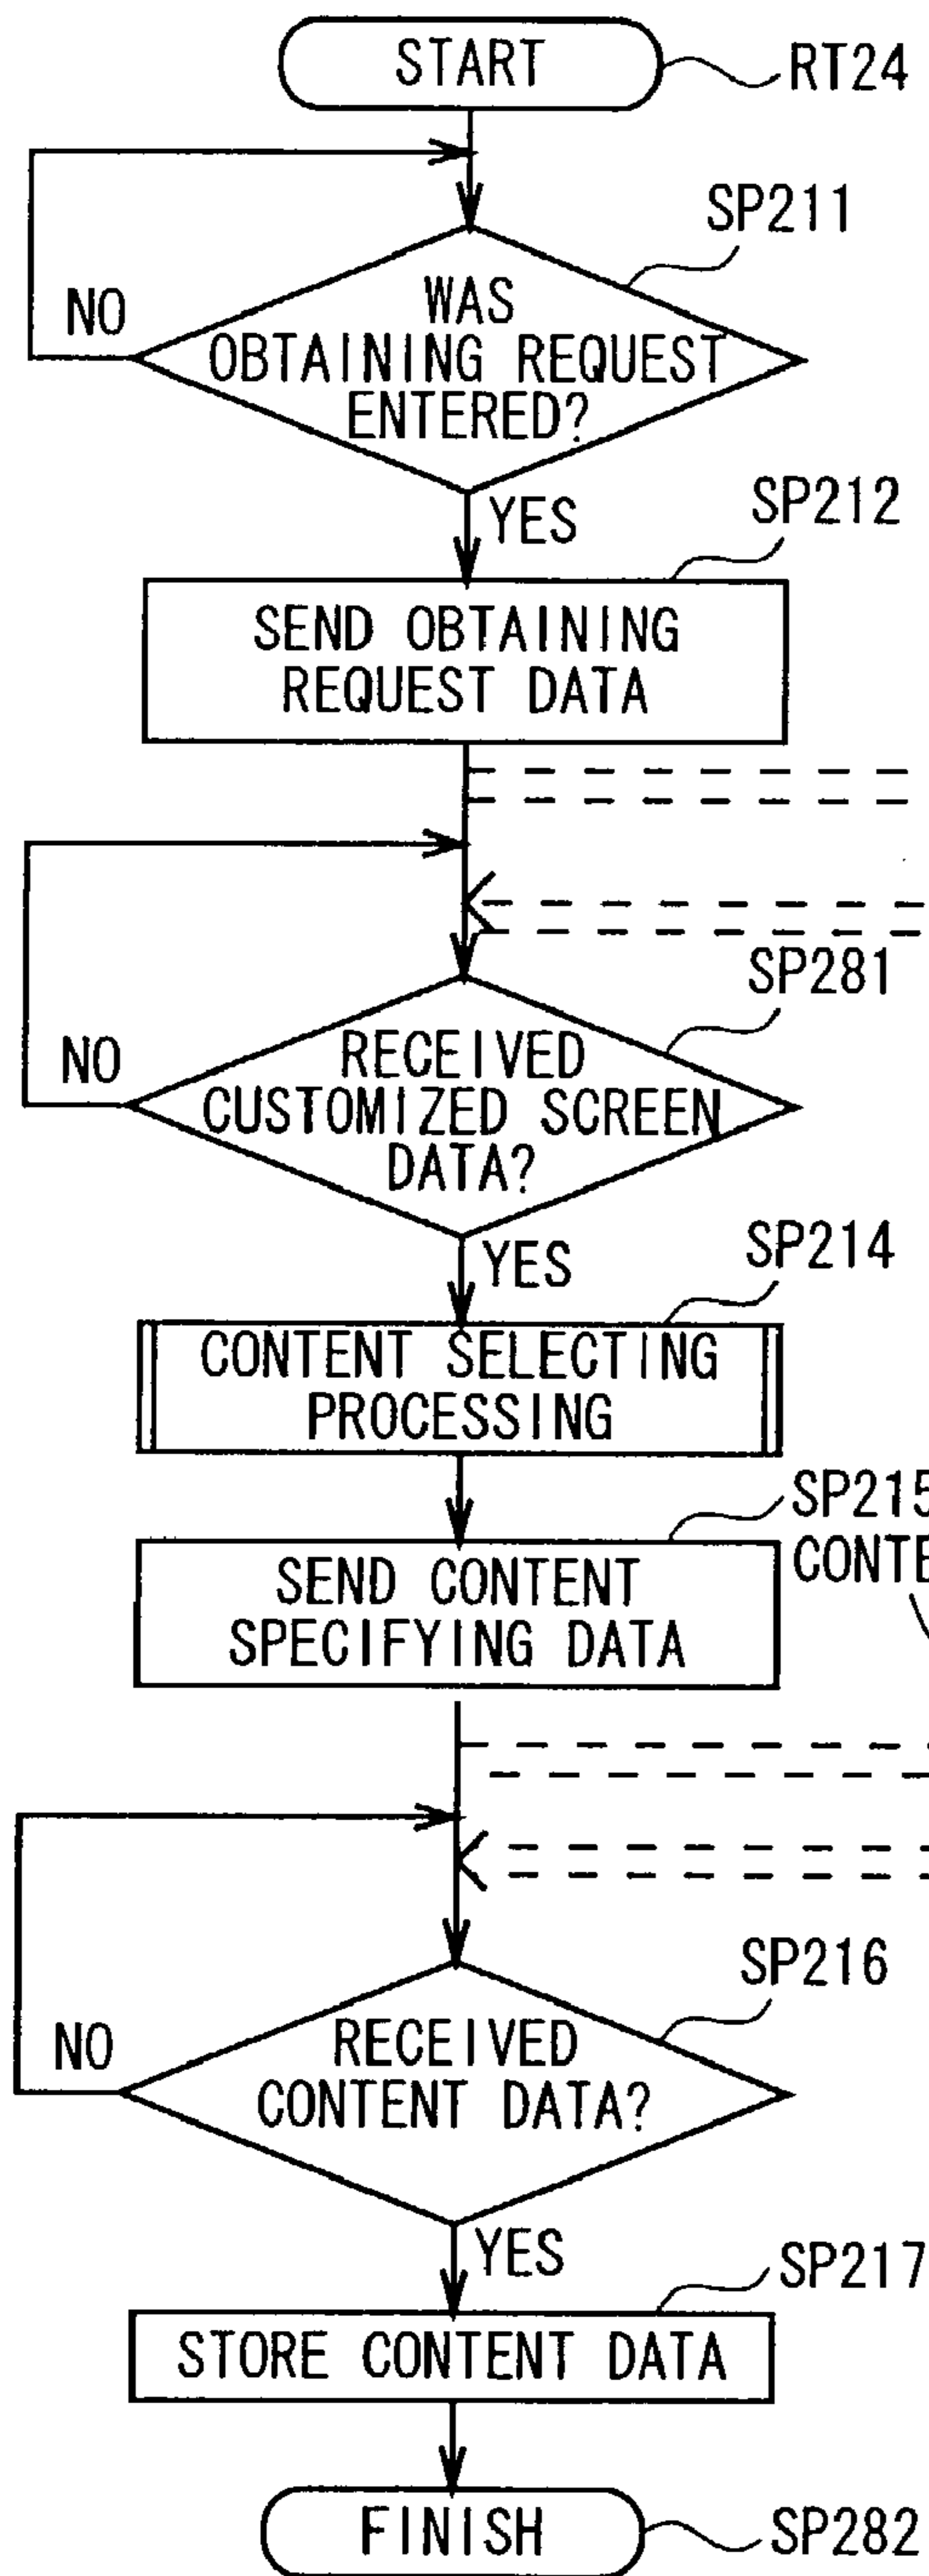 START
RT24
SP211
NO
WAS
OBTAINING REQUEST
ENTERED?
YES
SP212
SEND OBTAINING
REQUEST DATA
SP281
NO
RECEIVED
CUSTOMIZED SCREEN
DATA?
YES
SP214
CONTENT SELECTING
PROCESSING
SP215
CONTE
SEND CONTENT
SPECIFYING DATA
SP216
NO
RECEIVED
CONTENT DATA?
YES
SP217
STORE CONTENT DATA
FINISH
SP282